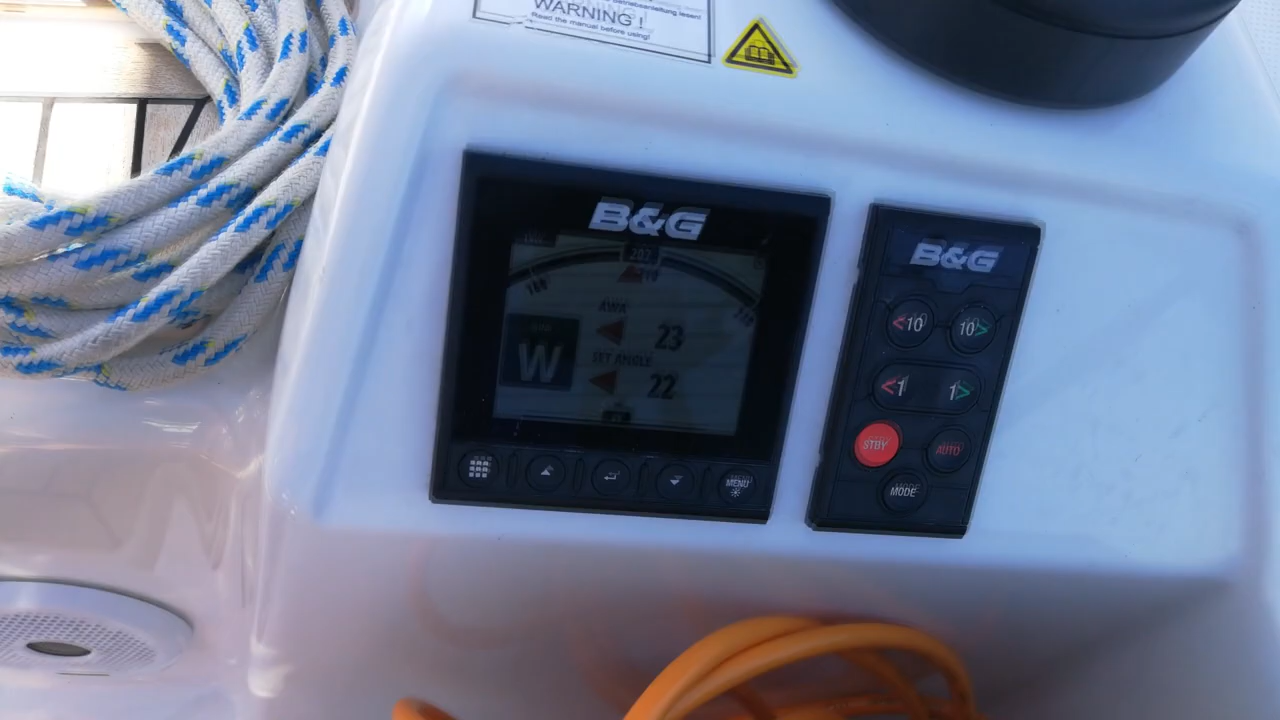 WARNING !
Read the manual before using!
B&G
207
AWA
23
W
SET ANGLE
22
MENU
B&G
<10
10>
<1
1>
STBY
AUTO
MODE